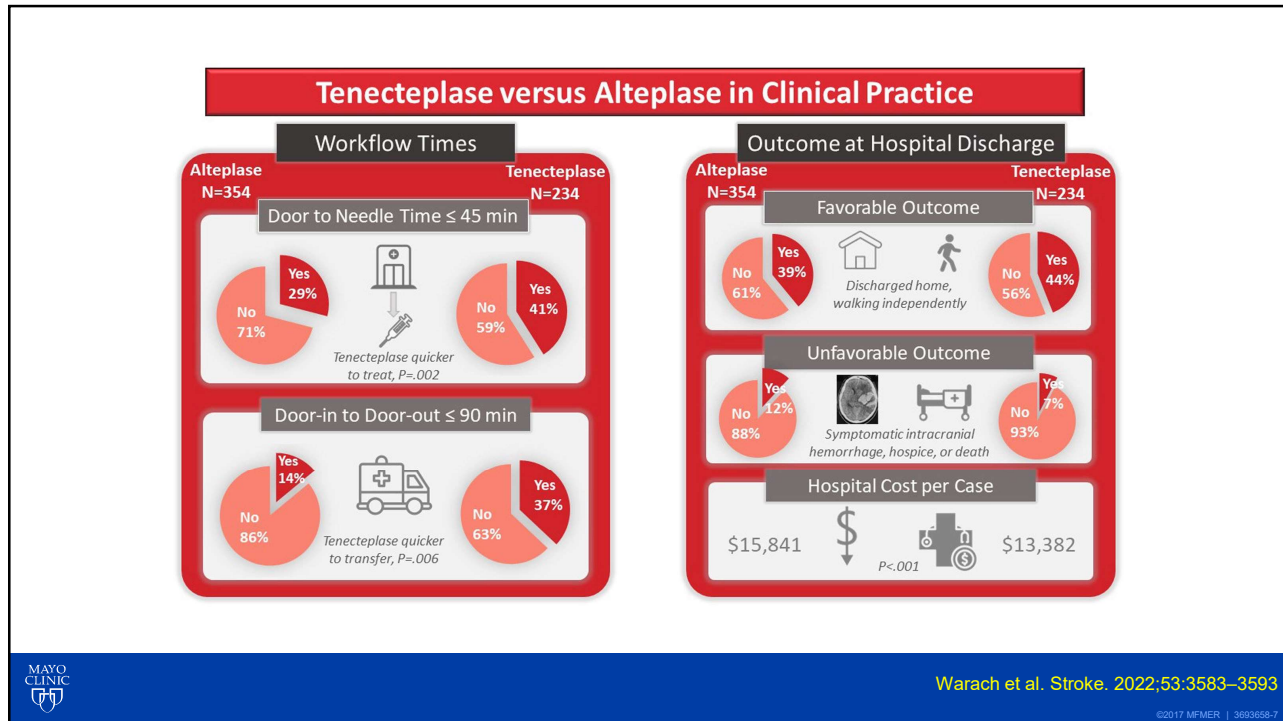 Tenecteplase versus Alteplase in Clinical Practice
Workflow Times
Alteplase
N=354
Tenecteplase
N=234
Door to Needle Time ≤ 45 min
Yes
29%
No
71%
Tenecteplase quicker
to treat, P=.002
Yes
41%
No
59%
Door-in to Door-out ≤ 90 min
Yes
14%
No
86%
Tenecteplase quicker
to transfer, P=.006
Yes
37%
No
63%
Outcome at Hospital Discharge
Alteplase
N=354
Tenecteplase
N=234
Favorable Outcome
No
61%
Yes
39%
Discharged home,
walking independently
No
56%
Yes
44%
Unfavorable Outcome
Yes
12%
No
88%
Symptomatic intracranial
hemorrhage, hospice, or death
Yes
7%
No
93%
Hospital Cost per Case
$15,841
$
P<.001
$
$13,382
MAYO
CLINIC
Warach et al. Stroke. 2022;53:3583–3593
©2017 MFMER | 3693658-7